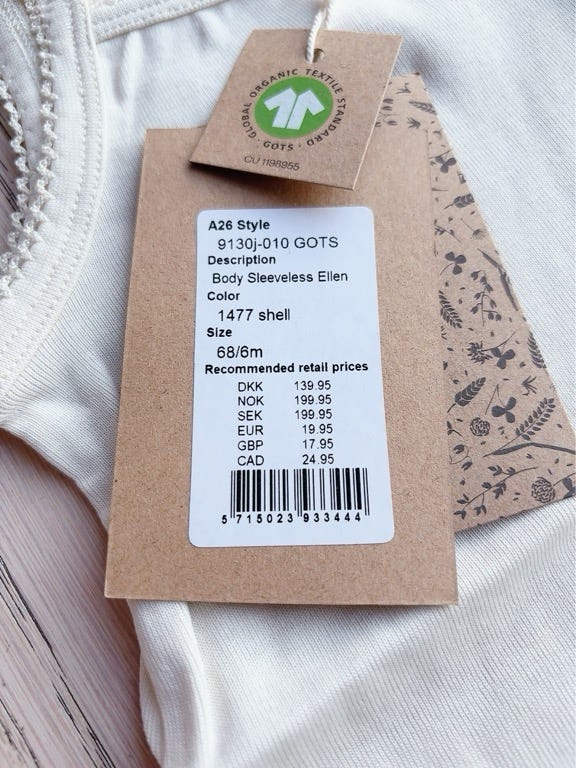 GLOBAL ORGANIC TEXTILE STANDARD
· GOTS ·
CU1198955
A26 Style
9130j-010 GOTS
Description
Body Sleeveless Ellen
Color
1477 shell
Size
68/6m
Recommended retail prices
DKK 139.95
NOK 199.95
SEK 199.95
EUR 19.95
GBP 17.95
CAD 24.95
5 715023 933444